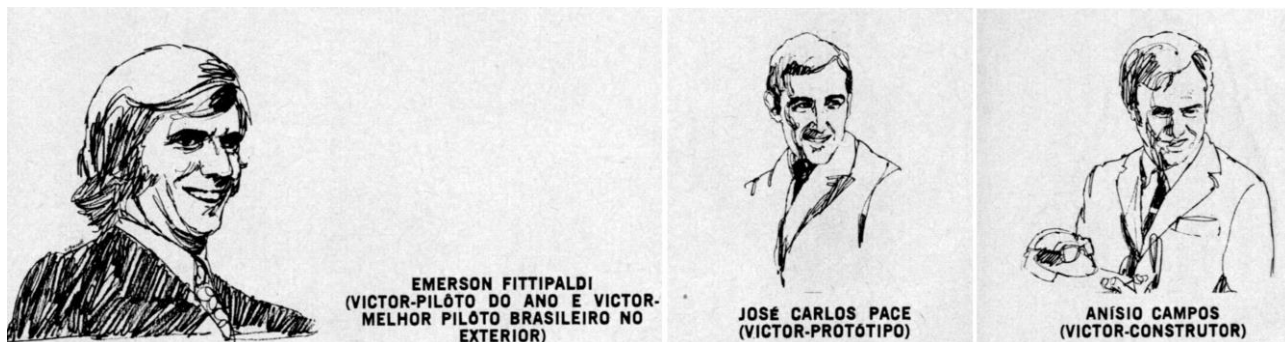 EMERSON FITTIPALDI
(VICTOR-PILÔTO DO ANO E VICTOR-
MELHOR PILÔTO BRASILEIRO NO
EXTERIOR)
JOSÉ CARLOS PACE
(VICTOR-PROTÓTIPO)
ANÍSIO CAMPOS
(VICTOR-CONSTRUTOR)